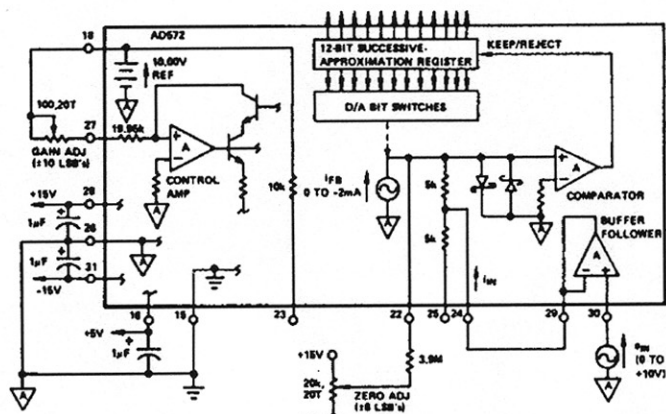 18
AD572
10.00V
REF
12-BIT SUCCESSIVE-
APPROXIMATION REGISTER
KEEP/REJECT
D/A BIT SWITCHES
A
100,20T
27
19.95k
GAIN ADJ
(±10 LSB's)
+
A
−
CONTROL
AMP
A
10k
iFB
0 TO −2mA
A
5k
5k
+
A
−
COMPARATOR
A
BUFFER
FOLLOWER
A
−
+
+15V
28
1µF
+
26
A
1µF
+
31
−15V
iIN
16
15
23
22
25
24
29
30
+5V
+
1µF
A
+15V
20k,
20T
3.9M
ZERO ADJ
(±8 LSB's)
eIN
(0 TO
+10V)
A
A